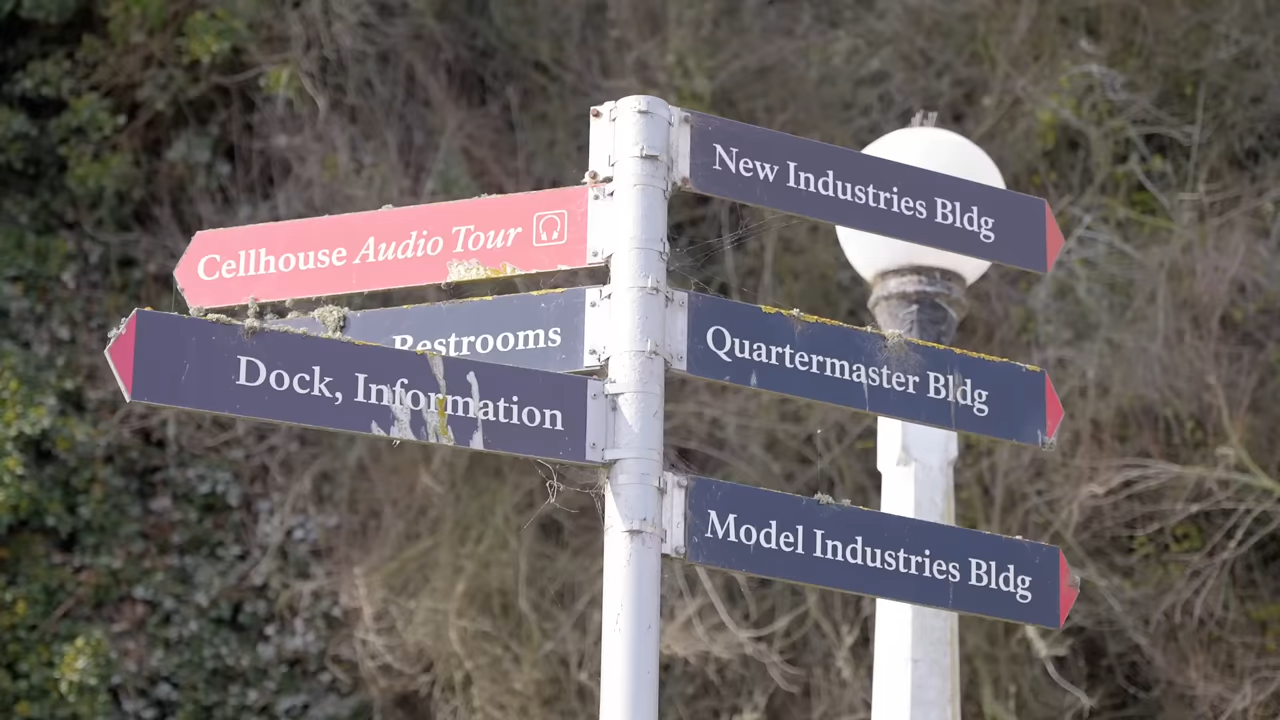 New Industries Bldg
Cellhouse Audio Tour
Restrooms
Quartermaster Bldg
Dock, Information
Model Industries Bldg